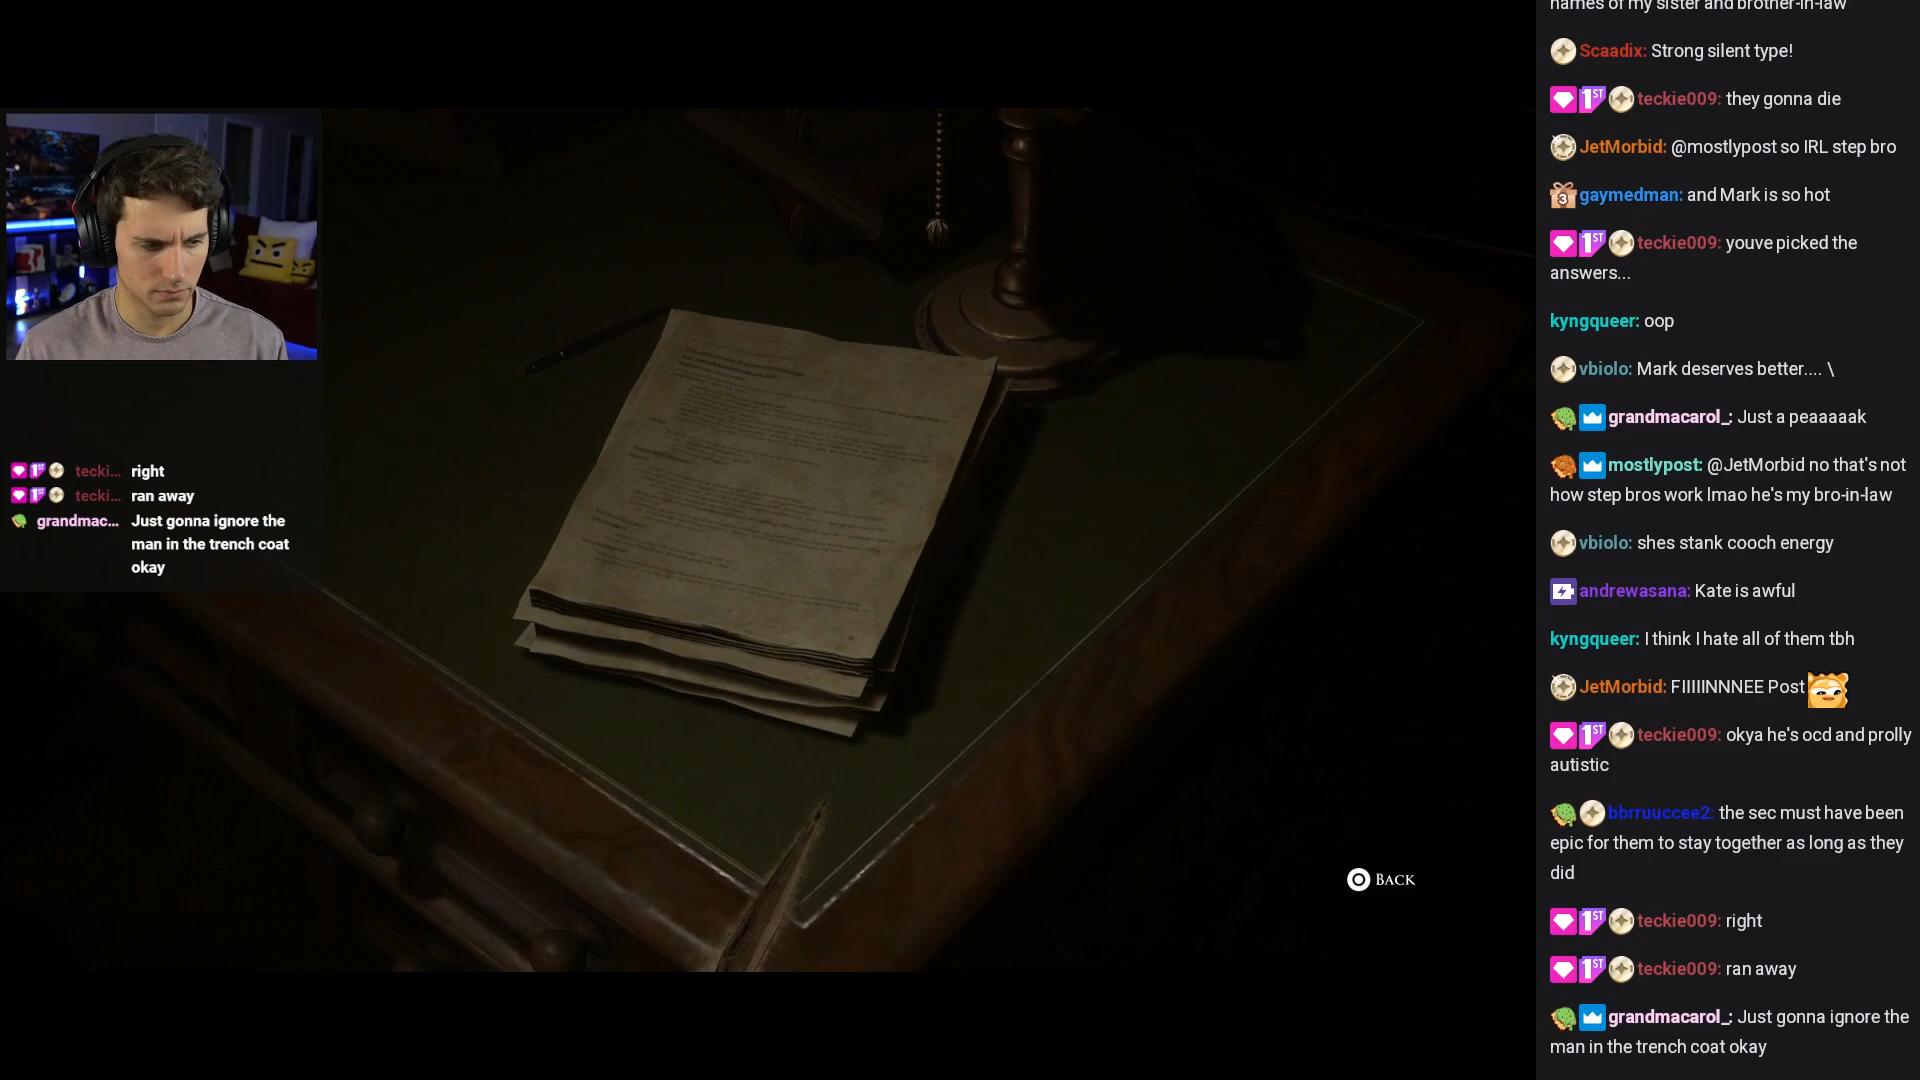 tecki... right
tecki... ran away
grandmac... Just gonna ignore the
man in the trench coat
okay
BACK
names of my sister and brother-in-law
Scaadix: Strong silent type!
1ST teckie009: they gonna die
JetMorbid: @mostlypost so IRL step bro
3 gaymedman: and Mark is so hot
1ST teckie009: youve picked the
answers...
kyngqueer: oop
vbiolo: Mark deserves better.... \
grandmacarol_: Just a peaaaaak
mostlypost: @JetMorbid no that's not
how step bros work lmao he's my bro-in-law
vbiolo: shes stank cooch energy
andrewasana: Kate is awful
kyngqueer: I think I hate all of them tbh
JetMorbid: FIIIIINNNEE Post
1ST teckie009: okya he's ocd and prolly
autistic
bbrruuccee2: the sec must have been
epic for them to stay together as long as they
did
1ST teckie009: right
1ST teckie009: ran away
grandmacarol_: Just gonna ignore the
man in the trench coat okay